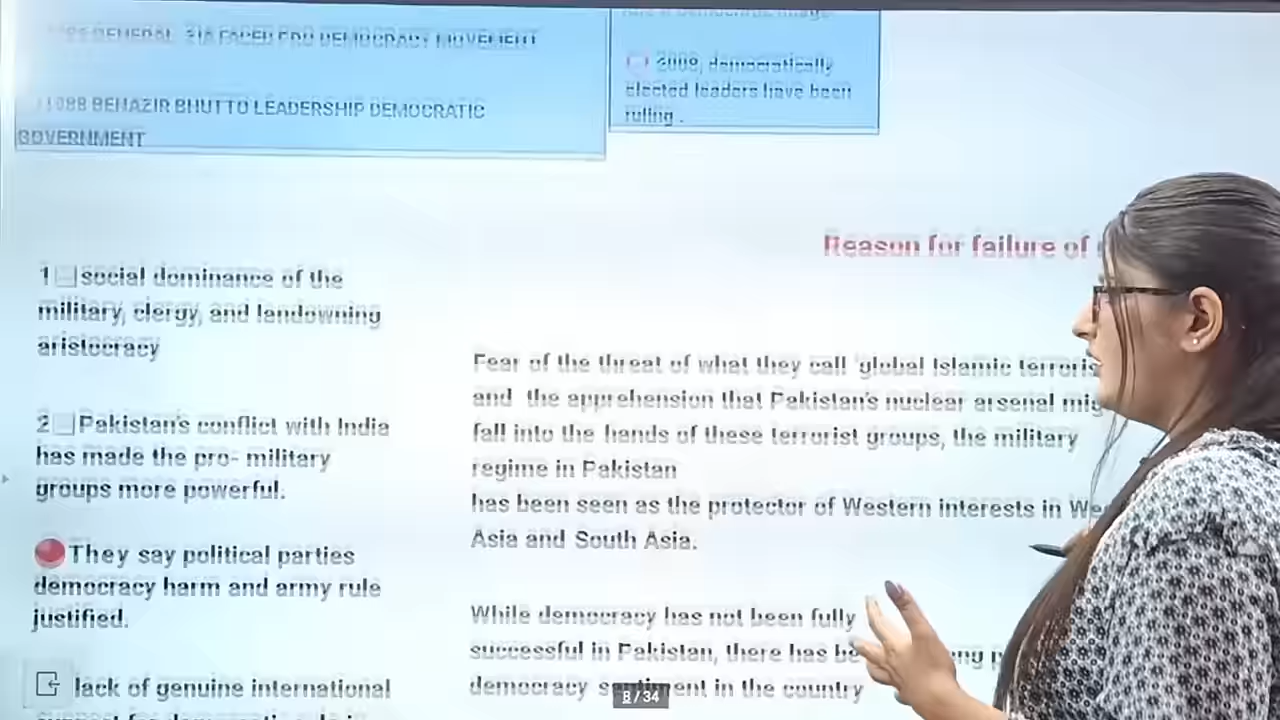 GENERAL ZIA FACED PRO DEMOCRACY MOVEMENT
1988 BENAZIR BHUTTO LEADERSHIP DEMOCRATIC
GOVERNMENT
2008, democratically
elected leaders have been
rulling .
Reason for failure of
1 social dominance of the
military, clergy, and landowning
aristocracy
2 Pakistan's conflict with India
has made the pro- military
groups more powerful.
They say political parties
democracy harm and army rule
justified.
lack of genuine international
Fear of the threat of what they call 'global Islamic
and the apprehension that Pakistan's nuclear arsenal
fall into the hands of these terrorist groups, the military
regime in Pakistan
has been seen as the protector of Western interests in
Asia and South Asia.
While democracy has not been fully
successful in Pakistan, there has
democracy sentiment in the country
8 / 34